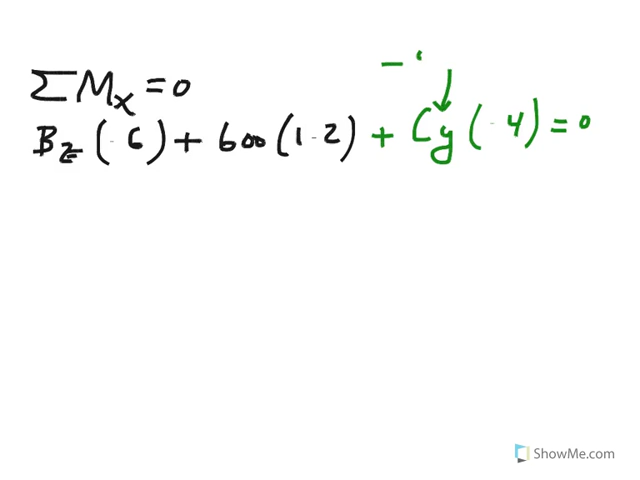 ΣMx = 0
Bz (.6) + 600 (1.2) + Cy (.4) = 0
ShowMe.com